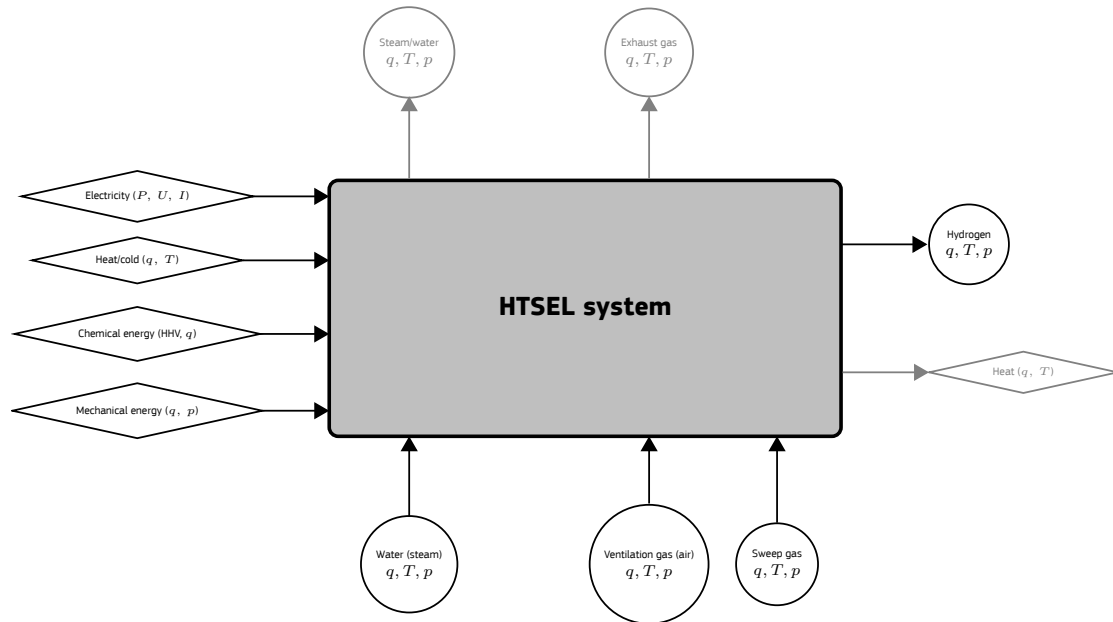 Steam/water
q, T, p
Exhaust gas
q, T, p
Electricity (P, U, I)
Heat/cold (q, T)
Chemical energy (HHV, q)
Mechanical energy (q, p)
HTSEL system
Hydrogen
q, T, p
Heat (q, T)
Water (steam)
q, T, p
Ventilation gas (air)
q, T, p
Sweep gas
q, T, p